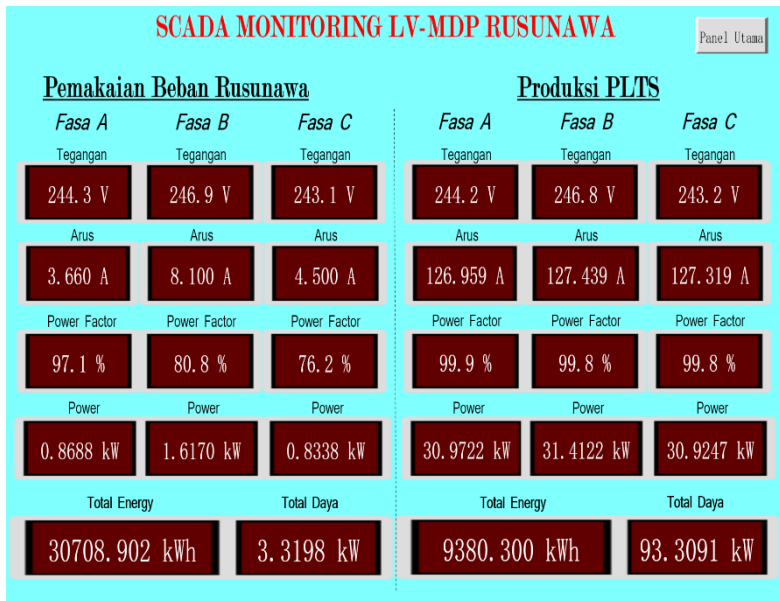 SCADA MONITORING LV-MDP RUSUNAWA
Panel Utama
Pemakaian Beban Rusunawa
Fasa A Fasa B Fasa C
Tegangan Tegangan Tegangan
244.3 V 246.9 V 243.1 V
Arus Arus Arus
3.660 A 8.100 A 4.500 A
Power Factor Power Factor Power Factor
97.1 % 80.8 % 76.2 %
Power Power Power
0.8688 kW 1.6170 kW 0.8338 kW
Total Energy Total Daya
30708.902 kWh 3.3198 kW
Produksi PLTS
Fasa A Fasa B Fasa C
Tegangan Tegangan Tegangan
244.2 V 246.8 V 243.2 V
Arus Arus Arus
126.959 A 127.439 A 127.319 A
Power Factor Power Factor Power Factor
99.9 % 99.8 % 99.8 %
Power Power Power
30.9722 kW 31.4122 kW 30.9247 kW
Total Energy Total Daya
9380.300 kWh 93.3091 kW